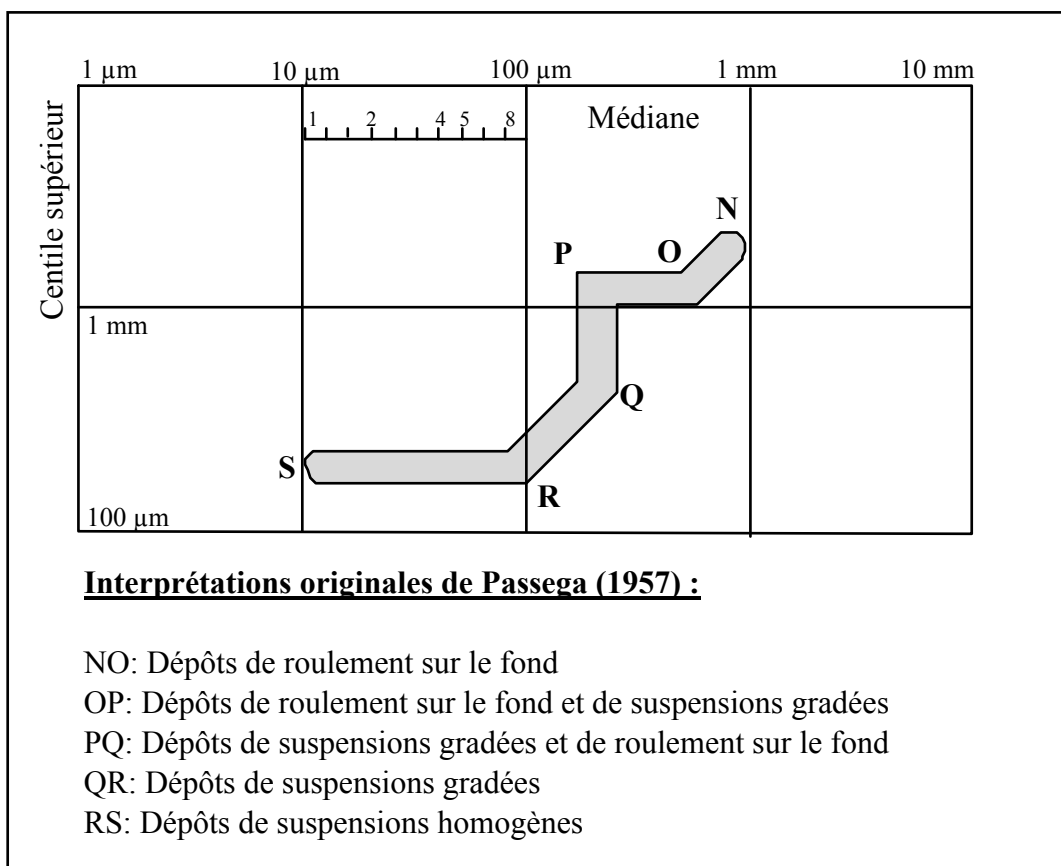 1 µm 10 µm 100 µm 1 mm 10 mm
Centile supérieur
1 2 4 5 8
Médiane
N
P O
1 mm
Q
S
R
100 µm
Interprétations originales de Passega (1957) :
NO: Dépôts de roulement sur le fond
OP: Dépôts de roulement sur le fond et de suspensions gradées
PQ: Dépôts de suspensions gradées et de roulement sur le fond
QR: Dépôts de suspensions gradées
RS: Dépôts de suspensions homogènes